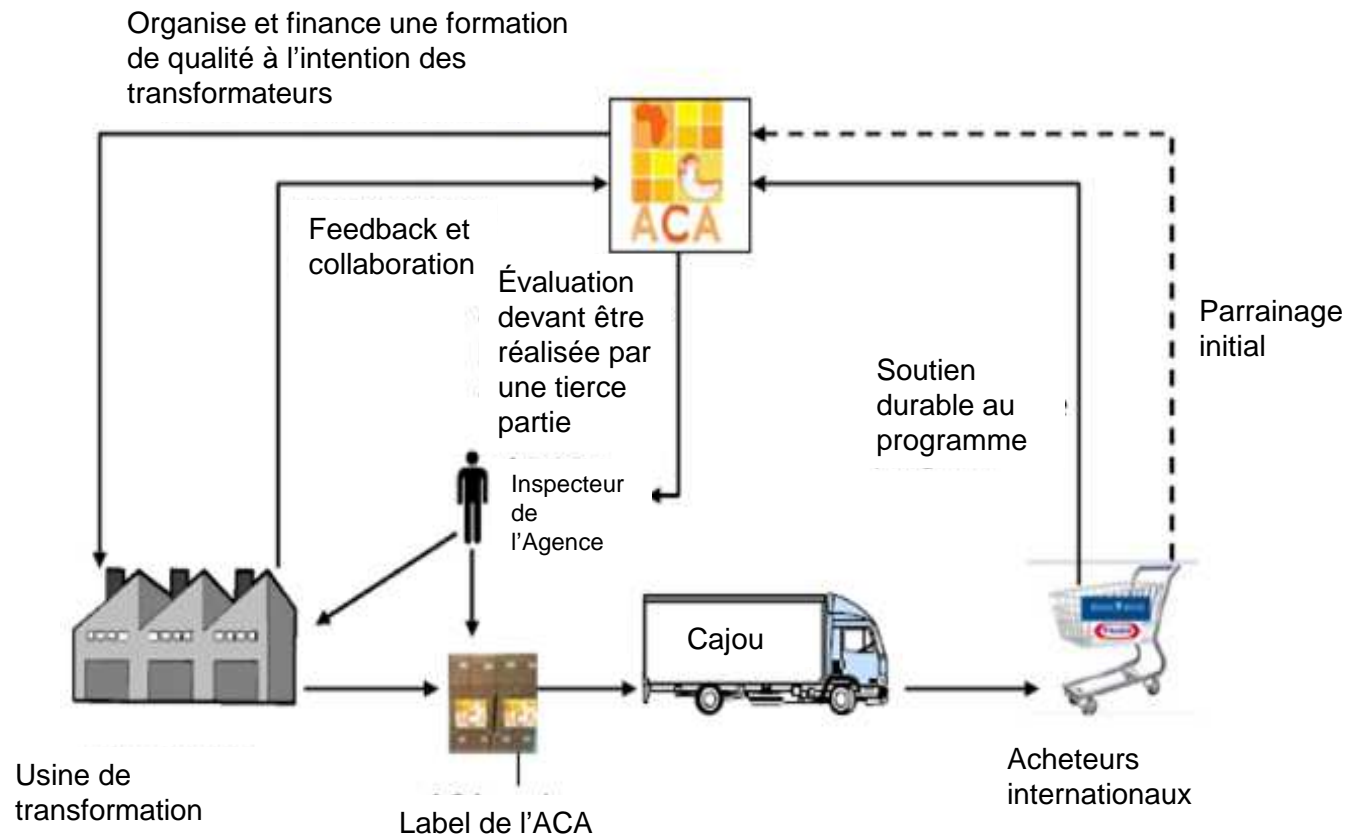 Organise et finance une formation
de qualité à l’intention des
transformateurs
ACA
Feedback et
collaboration
Évaluation
devant être
réalisée par
une tierce
partie
Parrainage
initial
Soutien
durable au
programme
Inspecteur
de
l’Agence
Cajou
Usine de
transformation
Label de l’ACA
Acheteurs
internationaux